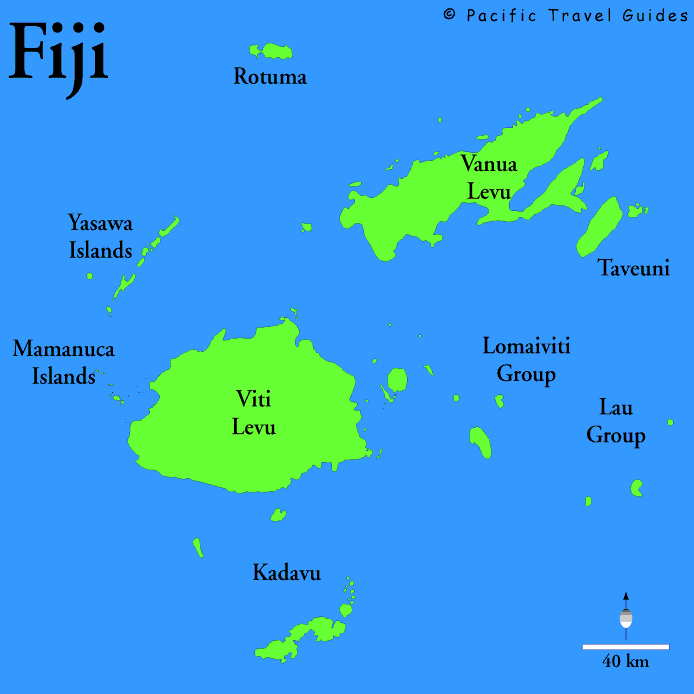 © Pacific Travel Guides
Fiji
Rotuma
Vanua
Levu
Yasawa
Islands
Taveuni
Mamanuca
Islands
Lomaiviti
Group
Viti
Levu
Lau
Group
Kadavu
40 km